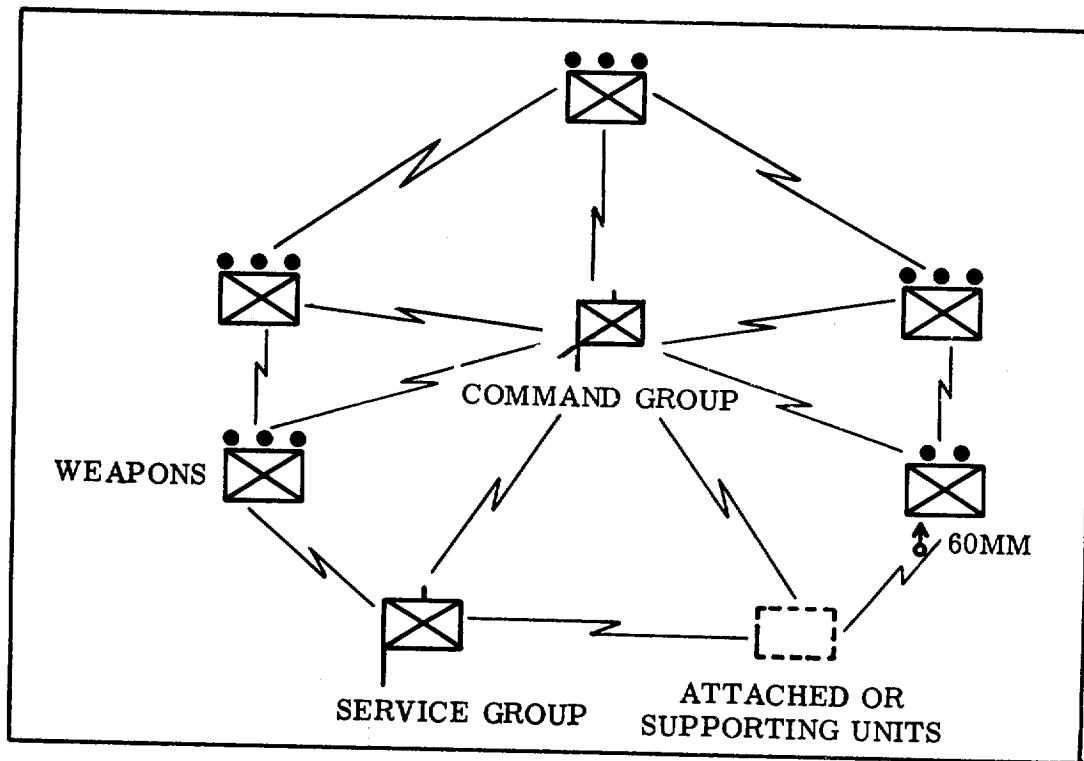 COMMAND GROUP
WEAPONS
60MM
SERVICE GROUP
ATTACHED OR
SUPPORTING UNITS